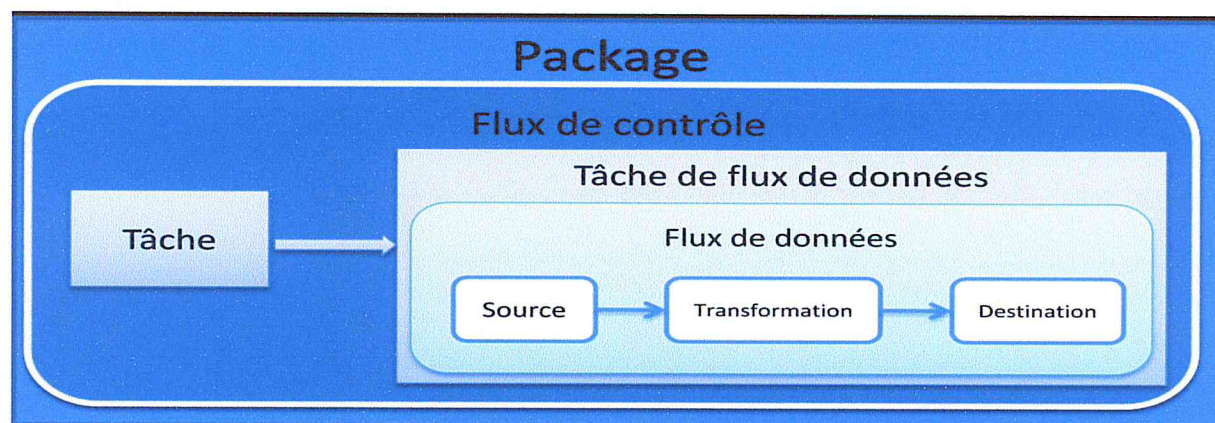 Package
Flux de contrôle
Tâche de flux de données
Tâche
Flux de données
Source
Transformation
Destination